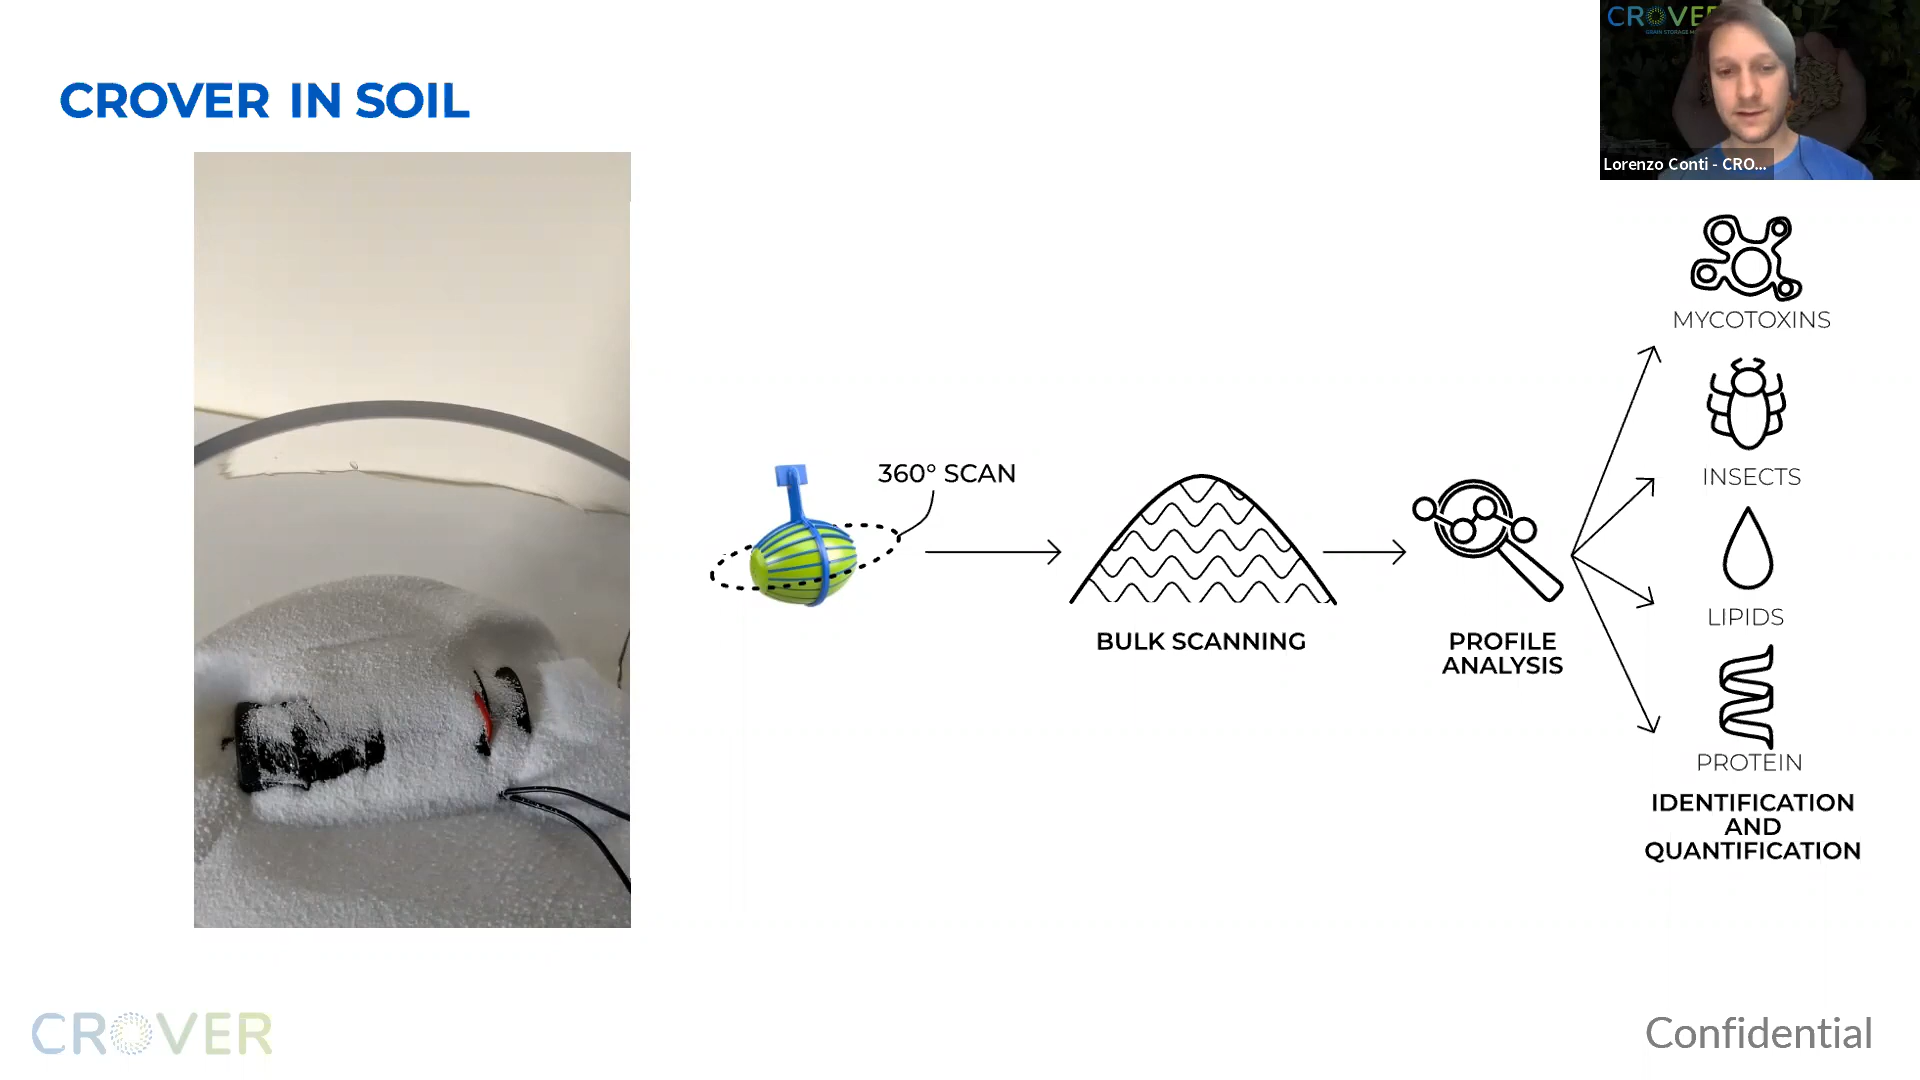 CROVER IN SOIL
CROVER
Lorenzo Conti - CRO...
360° SCAN
BULK SCANNING
PROFILE
ANALYSIS
MYCOTOXINS
INSECTS
LIPIDS
PROTEIN
IDENTIFICATION
AND
QUANTIFICATION
CROVER
Confidential